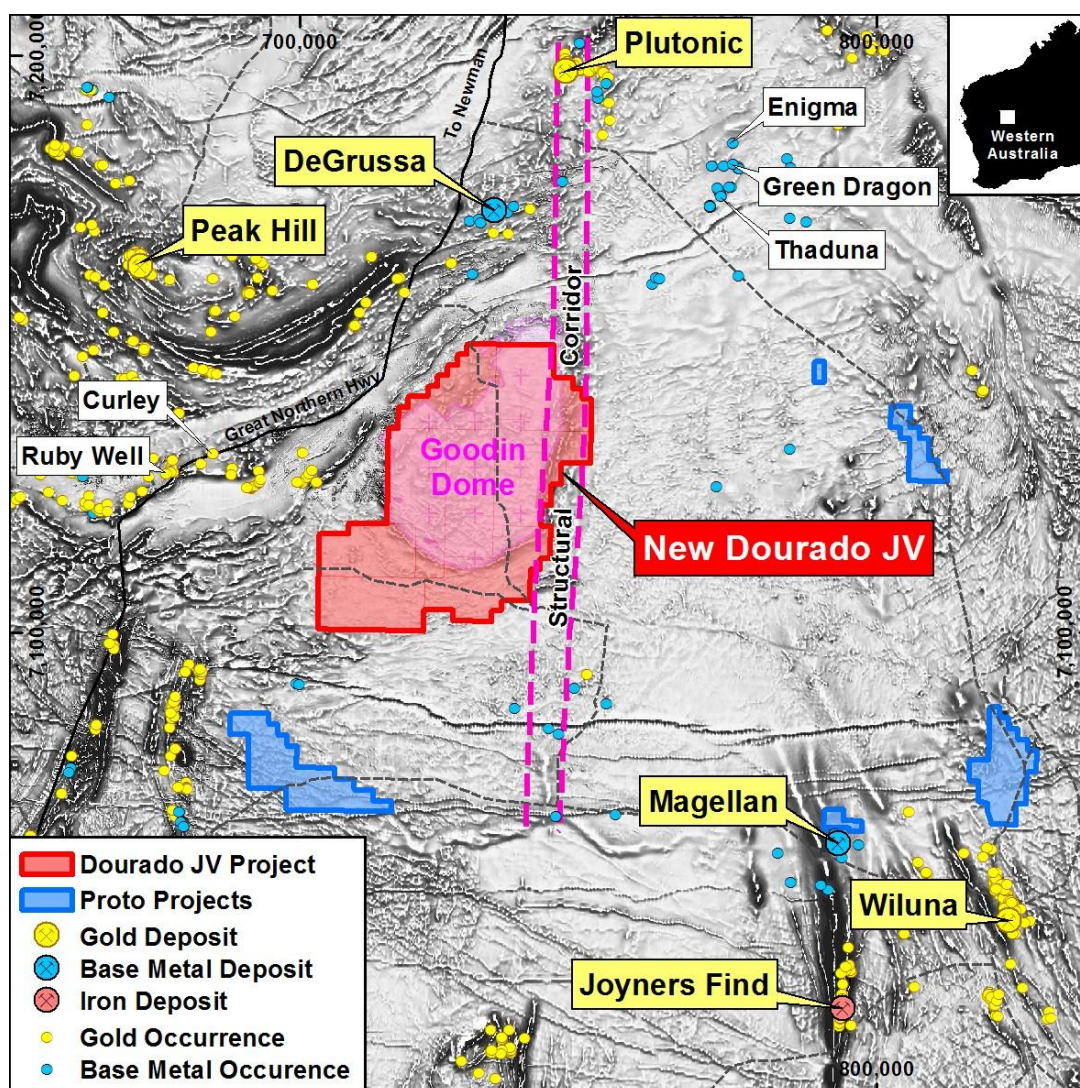 700,000
800,000
7,200,000
Plutonic
To Newman
Enigma
Western
Australia
DeGrussa
Green Dragon
Peak Hill
Thaduna
Corridor
Curley
Great Northern Hwy
Ruby Well
Goodin
Dome
New Dourado JV
Structural
7,100,000
7,100,000
Magellan
Wiluna
Joyners Find
Dourado JV Project
Proto Projects
Gold Deposit
Base Metal Deposit
Iron Deposit
Gold Occurrence
Base Metal Occurence
800,000